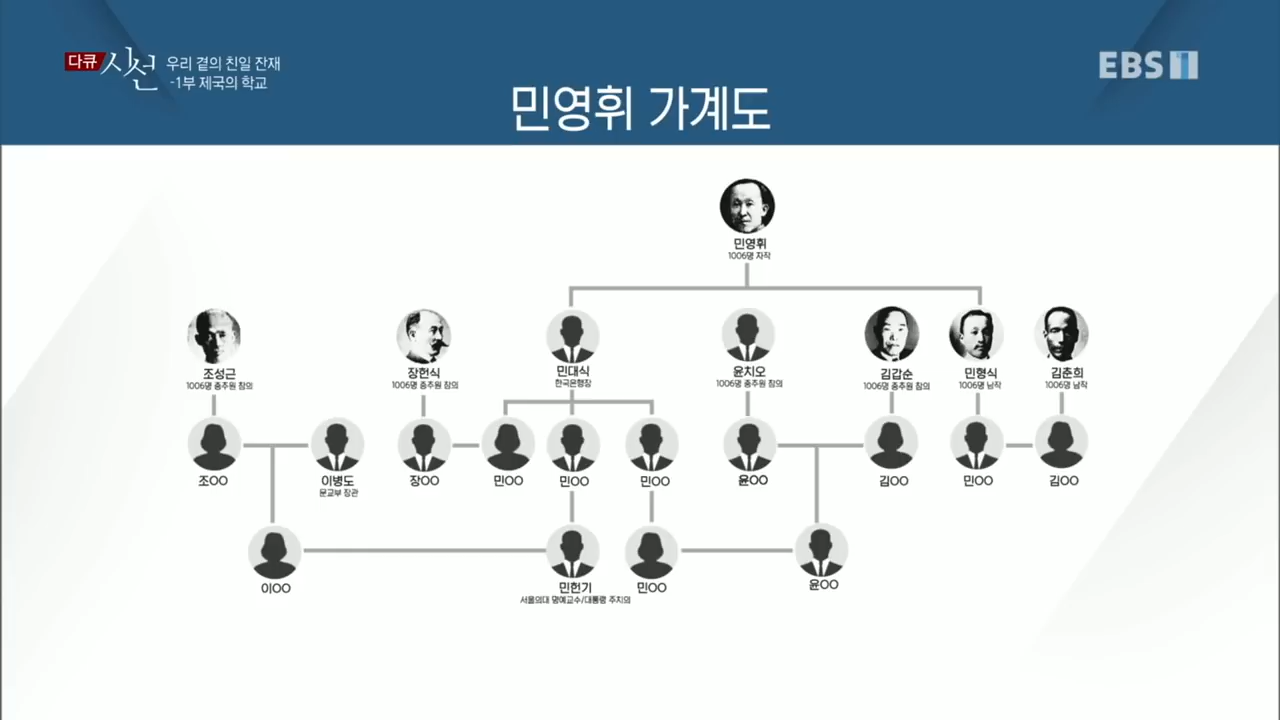 다큐 시선 우리 곁의 친일 잔재
-1부 제국의 학교
EBS 1
민영휘 가계도
민영휘
1006명 자작
조성근
1006명 중추원 참의
장헌식
1006명 중추원 참의
민대식
한국은행장
윤치오
1006명 중추원 참의
김갑순
1006명 중추원 참의
민형식
1006명 남작
김춘희
1006명 남작
조OO
이병도
문교부 장관
장OO
민OO
민OO
민OO
윤OO
김OO
민OO
김OO
이OO
민헌기
서울의대 명예교수/대통령 주치의
민OO
윤OO